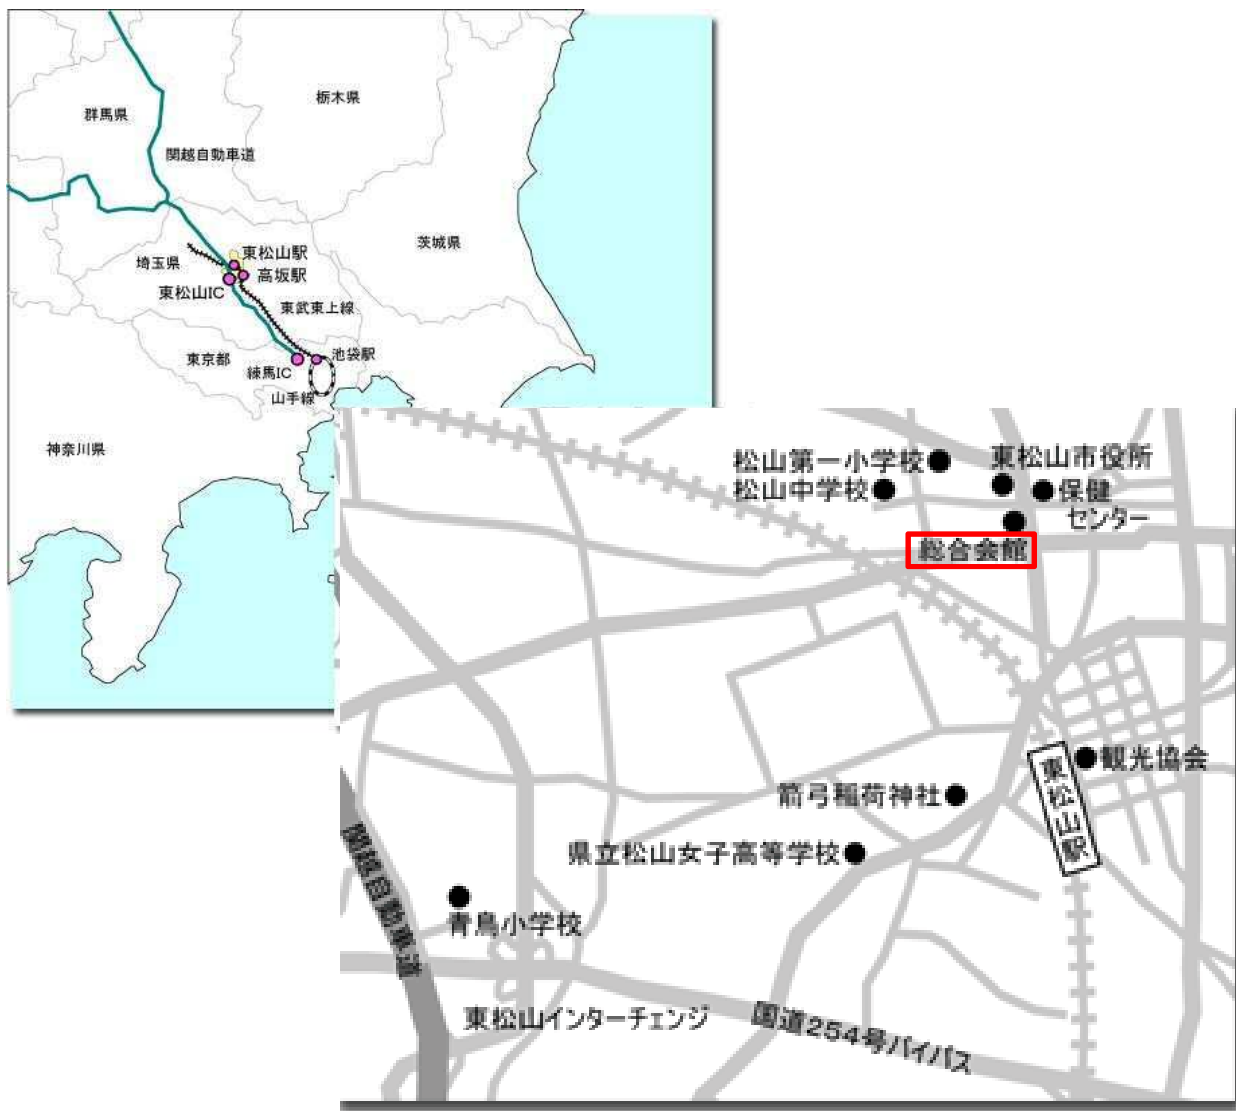 栃木県
群馬県
関越自動車道
茨城県
東松山駅
埼玉県
高坂駅
東松山IC
東武東上線
東京都
池袋駅
練馬IC
山手線
神奈川県
松山第一小学校
東松山市役所
松山中学校
保健
センター
総合会館
観光協会
東松山駅
箭弓稲荷神社
県立松山女子高等学校
関越自動車道
青鳥小学校
東松山インターチェンジ
国道254号バイパス